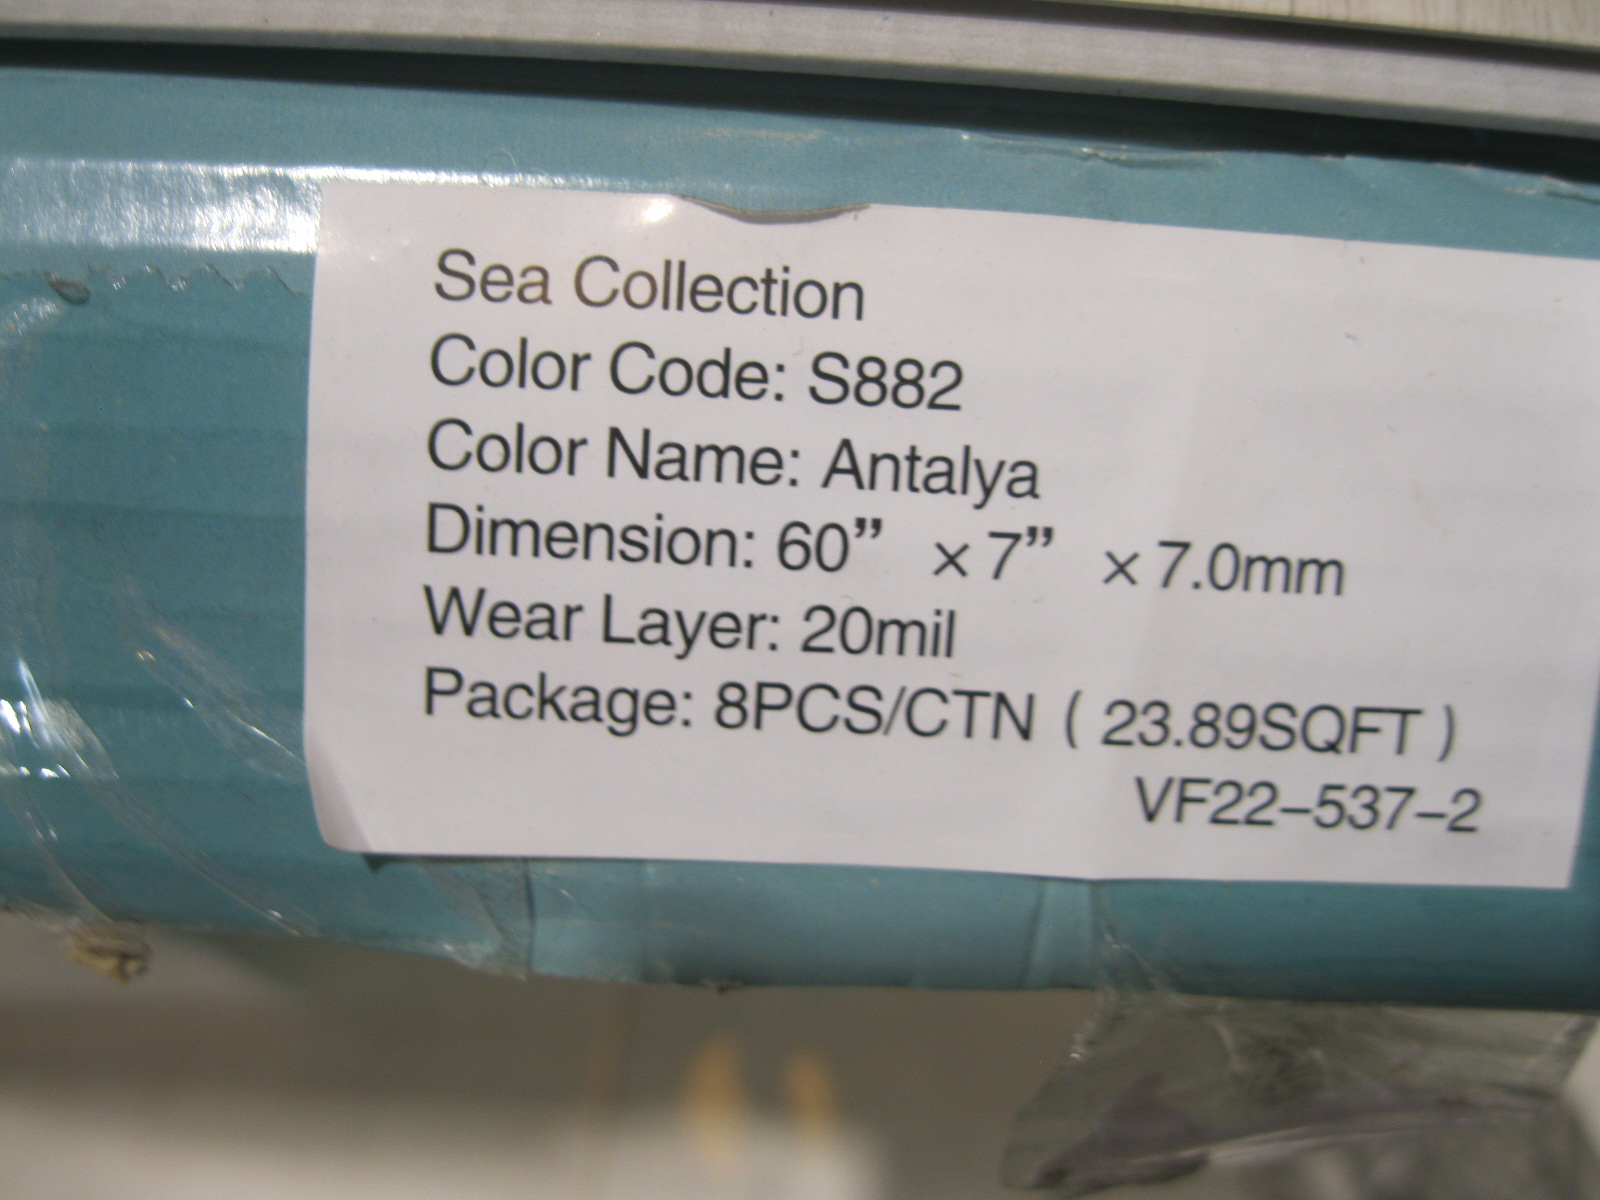 Sea Collection
Color Code: S882
Color Name: Antalya
Dimension: 60” ×7” ×7.0mm
Wear Layer: 20mil
Package: 8PCS/CTN ( 23.89SQFT )
VF22–537–2